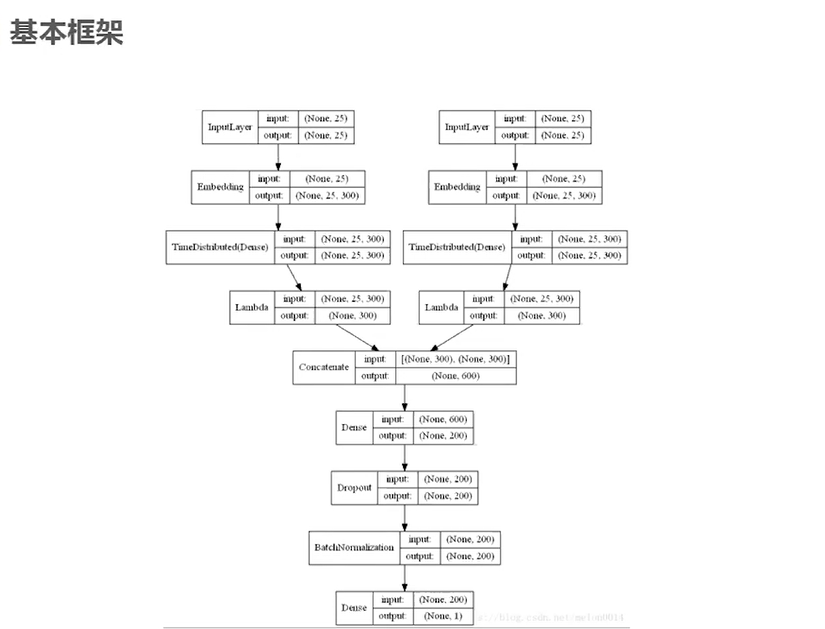 基本框架
InputLayer input: (None, 25) output: (None, 25)
InputLayer input: (None, 25) output: (None, 25)
Embedding input: (None, 25) output: (None, 25, 300)
Embedding input: (None, 25) output: (None, 25, 300)
TimeDistributed(Dense) input: (None, 25, 300) output: (None, 25, 300)
TimeDistributed(Dense) input: (None, 25, 300) output: (None, 25, 300)
Lambda input: (None, 25, 300) output: (None, 300)
Lambda input: (None, 25, 300) output: (None, 300)
Concatenate input: [(None, 300), (None, 300)] output: (None, 600)
Dense input: (None, 600) output: (None, 200)
Dropout input: (None, 200) output: (None, 200)
BatchNormalization input: (None, 200) output: (None, 200)
Dense input: (None, 200) output: (None, 1)
://blog.csdn.net/